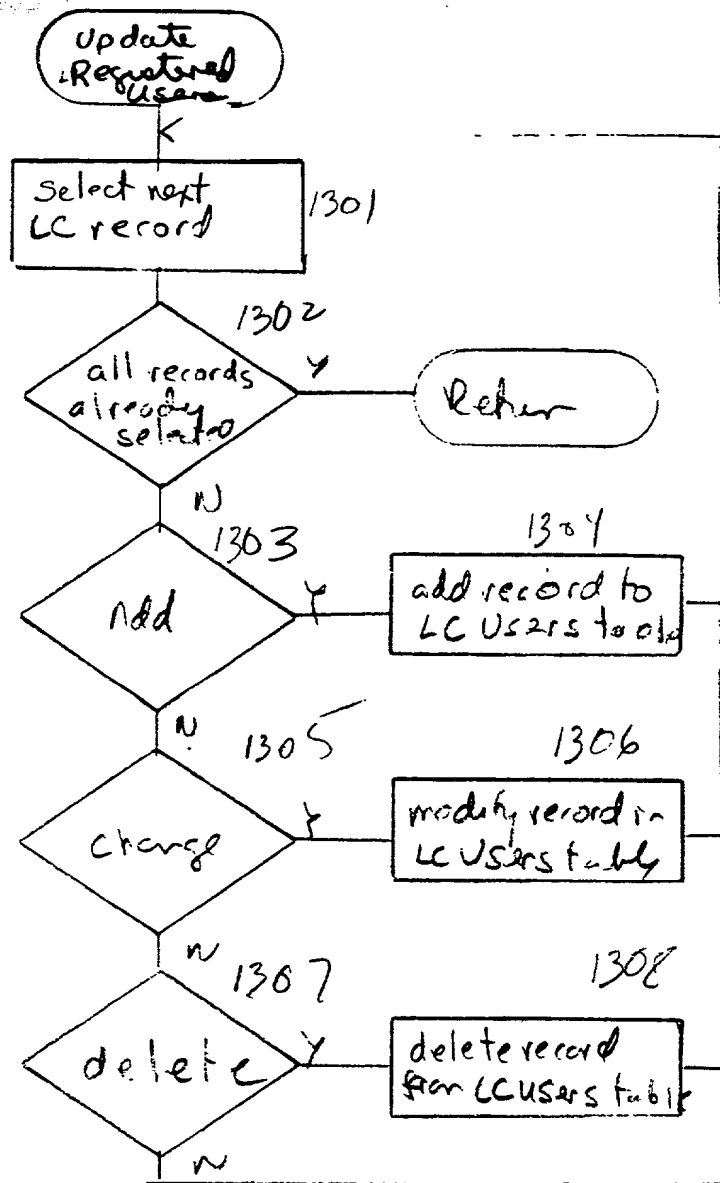 Update
Registered
Users
Select next
LC record
1301
1302
all records
already
selected
Y
Return
N
1303
Add
Y
1304
add record to
LC Users table
N
1305
change
Y
1306
modify record in
LC Users table
N
1307
delete
Y
1308
delete record
from LC Users table
N